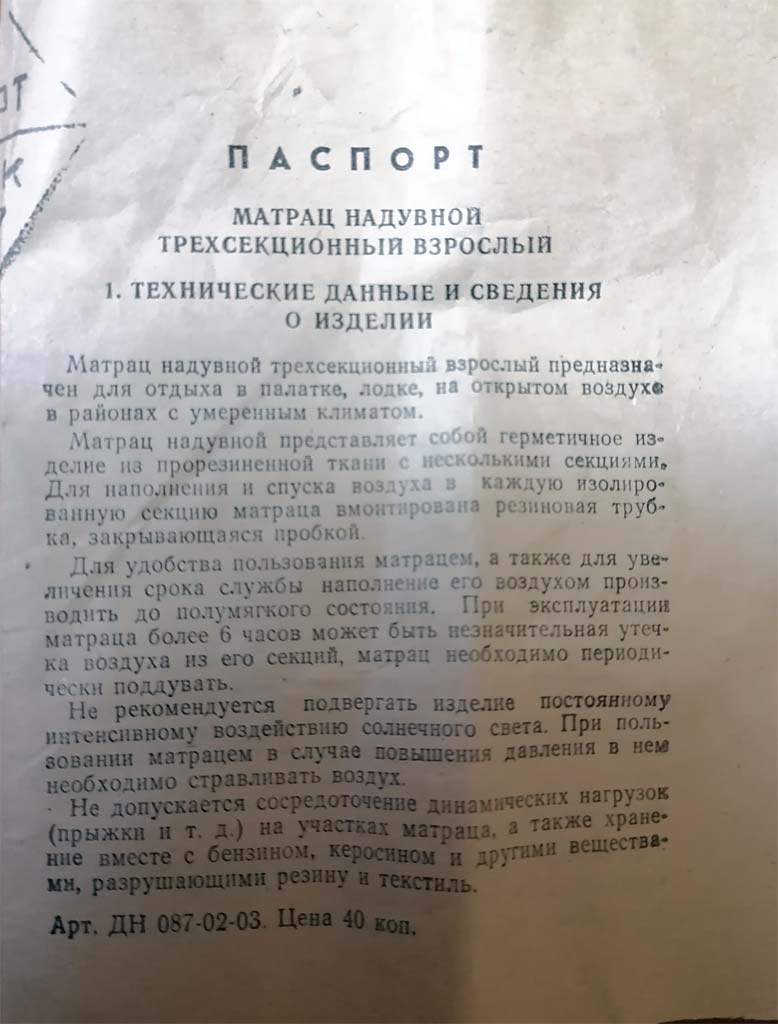 ОТ
К
ПАСПОРТ
МАТРАЦ НАДУВНОЙ
ТРЕХСЕКЦИОННЫЙ ВЗРОСЛЫЙ
1. ТЕХНИЧЕСКИЕ ДАННЫЕ И СВЕДЕНИЯ
О ИЗДЕЛИИ
Матрац надувной трехсекционный взрослый предназна-
чен для отдыха в палатке, лодке, на открытом воздухе
в районах с умеренным климатом.
Матрац надувной представляет собой герметичное из-
делие из прорезиненной ткани с несколькими секциями.
Для наполнения и спуска воздуха в каждую изолиро-
ванную секцию матраца вмонтирована резиновая труб-
ка, закрывающаяся пробкой.
Для удобства пользования матрацем, а также для уве-
личения срока службы наполнение его воздухом произ-
водить до полумягкого состояния. При эксплуатации
матраца более 6 часов может быть незначительная утеч-
ка воздуха из его секций, матрац необходимо периоди-
чески поддувать.
Не рекомендуется подвергать изделие постоянному
интенсивному воздействию солнечного света. При поль-
зовании матрацем в случае повышения давления в нем
необходимо стравливать воздух.
Не допускается сосредоточение динамических нагрузок
(прыжки и т. д.) на участках матраца, а также хране-
ние вместе с бензином, керосином и другими вещества-
ми, разрушающими резину и текстиль.
Арт. ДН 087-02-03. Цена 40 коп.